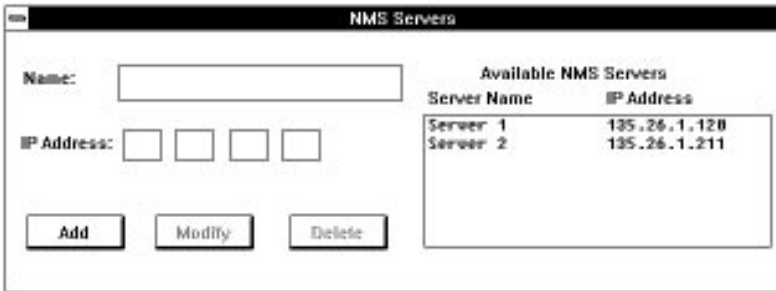 NMS Servers
Name:
IP Address:
Add Modify Delete
Available NMS Servers
Server Name IP Address
Server 1 135.26.1.120
Server 2 135.26.1.211